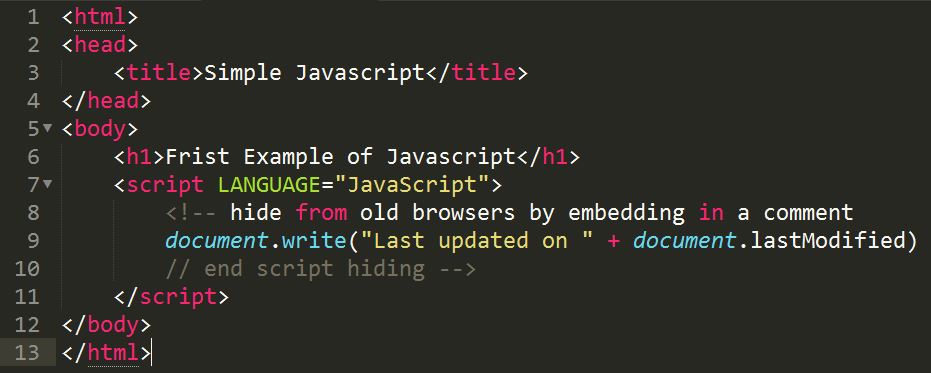 1 <html>
2 <head>
3     <title>Simple Javascript</title>
4 </head>
5 <body>
6     <h1>Frist Example of Javascript</h1>
7     <script LANGUAGE="JavaScript">
8         <!-- hide from old browsers by embedding in a comment
9         document.write("Last updated on " + document.lastModified)
10         // end script hiding -->
11     </script>
12 </body>
13 </html>